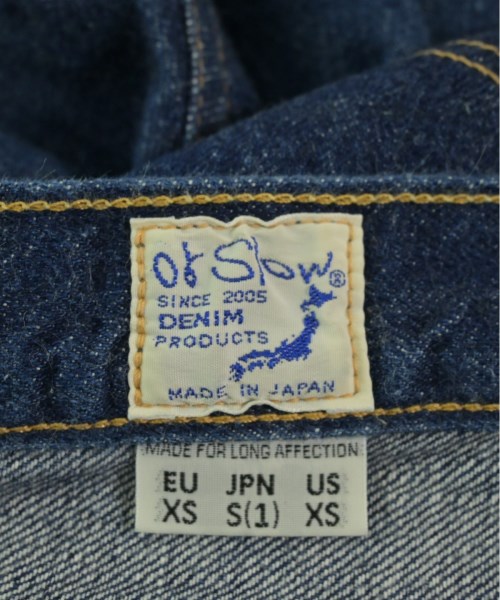 or Slow®
SINCE 2005
DENIM
PRODUCTS
MADE IN JAPAN
MADE FOR LONG AFFECTION
EU JPN US
XS S(1) XS